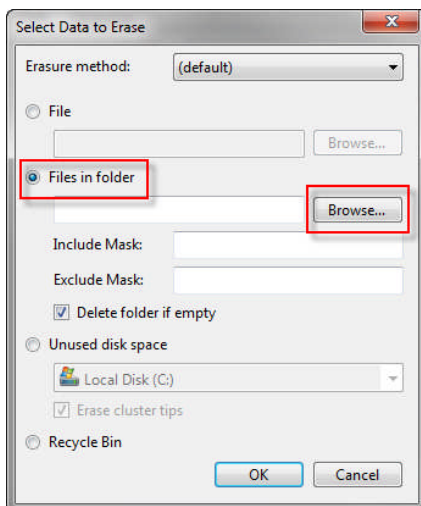 Select Data to Erase
Erasure method: (default)
File
Browse...
Files in folder
Browse...
Include Mask:
Exclude Mask:
Delete folder if empty
Unused disk space
Local Disk (C:)
Erase cluster tips
Recycle Bin
OK Cancel